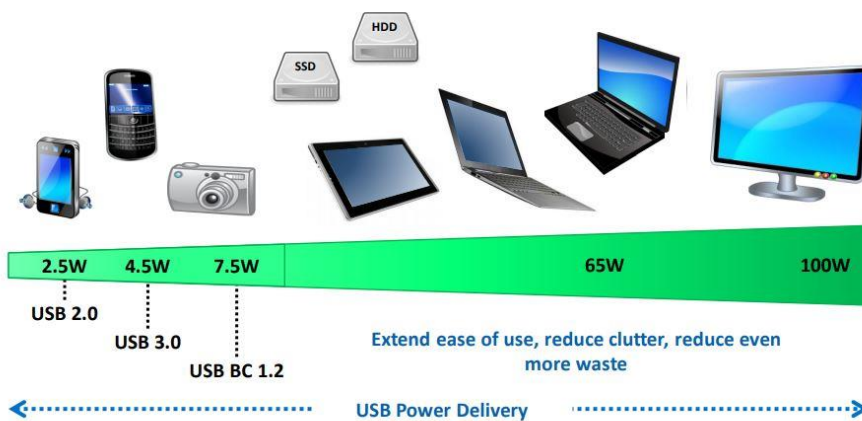 HDD
SSD
2.5W 4.5W 7.5W 65W 100W
USB 2.0
USB 3.0
USB BC 1.2
Extend ease of use, reduce clutter, reduce even
more waste
USB Power Delivery